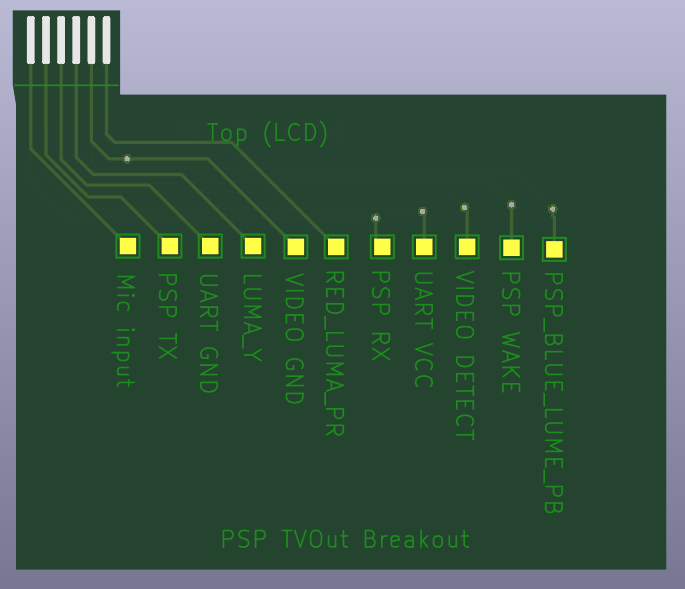 Top (LCD)
Mic input
PSP TX
UART GND
LUMA_Y
VIDEO GND
RED_LUMA_PR
PSP RX
UART VCC
VIDEO DETECT
PSP WAKE
PSP_BLUE_LUME_PB
PSP TVOut Breakout